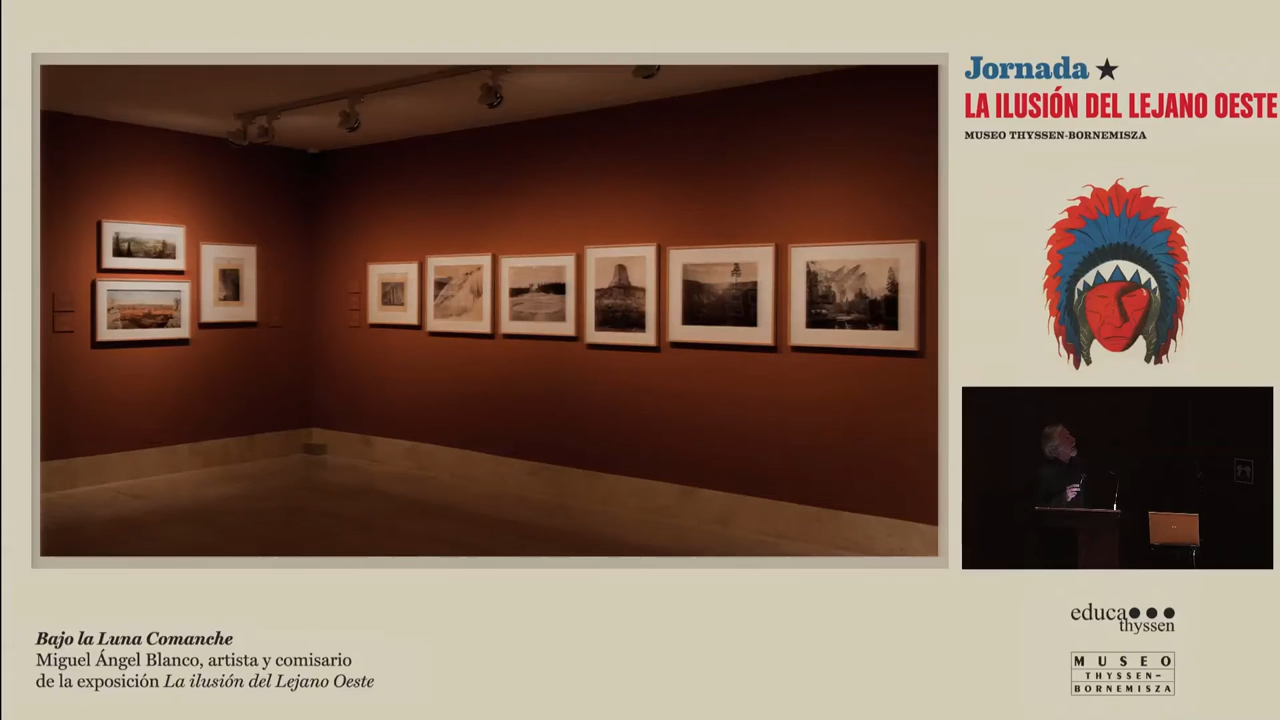 Jornada
LA ILUSIÓN DEL LEJANO OESTE
MUSEO THYSSEN-BORNEMISZA
Bajo la Luna Comanche
Miguel Ángel Blanco, artista y comisario
de la exposición La ilusión del Lejano Oeste
educa
thyssen
MUSEO
THYSSEN-
BORNEMISZA